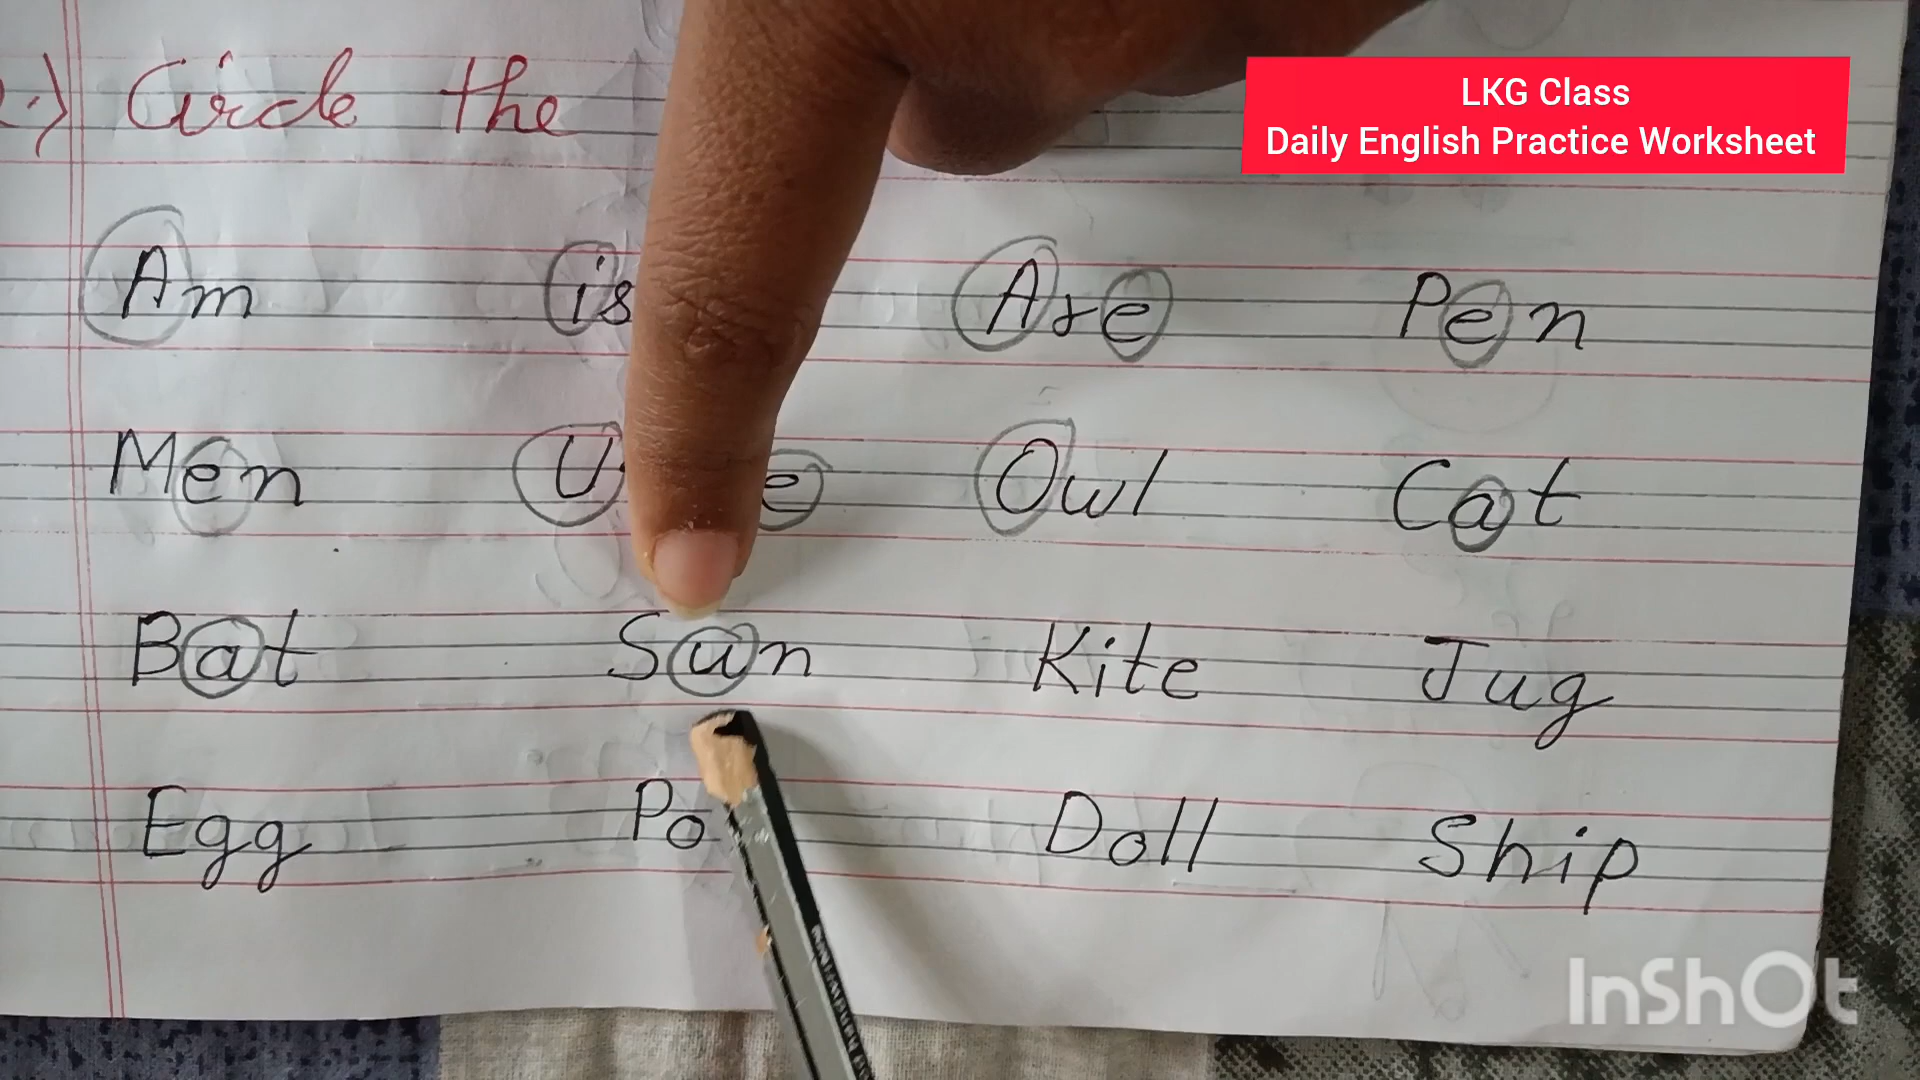 LKG Class
Daily English Practice Worksheet
Circle the
Am is Are Pen
Men Owl Cat
Bat Sun Kite Jug
Egg Doll Ship
InShOt